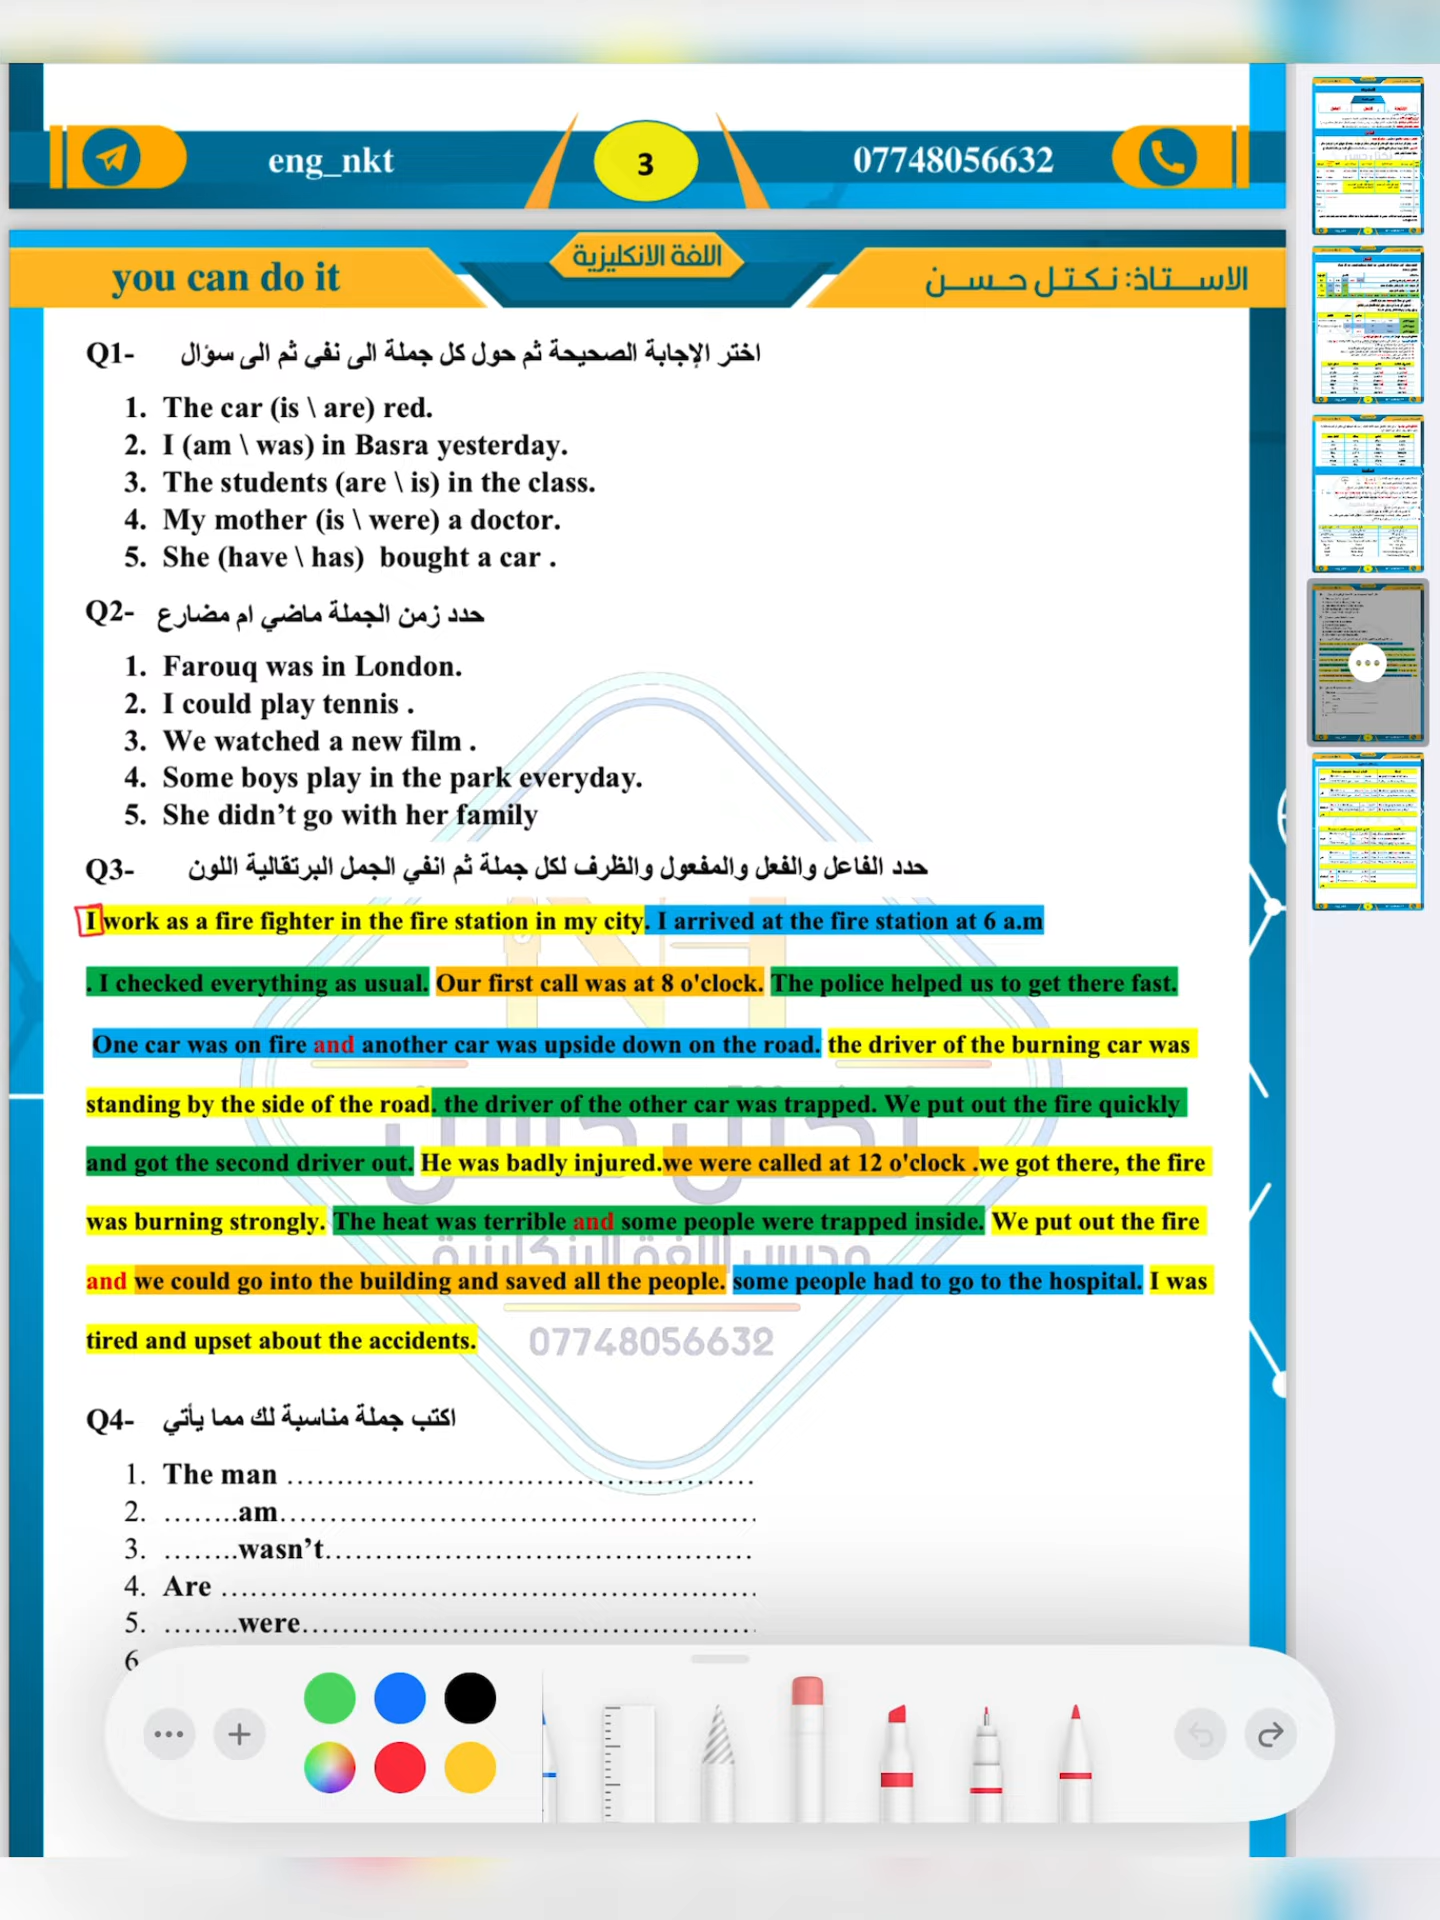 eng_nkt
3
07748056632
you can do it
اللغة الانكليزية
الاستاذ: نكتل حسن
Q1- اختر الإجابة الصحيحة ثم حول كل جملة الى نفي ثم الى سؤال
1. The car (is \ are) red.
2. I (am \ was) in Basra yesterday.
3. The students (are \ is) in the class.
4. My mother (is \ were) a doctor.
5. She (have \ has) bought a car .
Q2- حدد زمن الجملة ماضي ام مضارع
1. Farouq was in London.
2. I could play tennis .
3. We watched a new film .
4. Some boys play in the park everyday.
5. She didn’t go with her family
Q3- حدد الفاعل والفعل والمفعول والظرف لكل جملة ثم انفي الجمل البرتقالية اللون
I work as a fire fighter in the fire station in my city. I arrived at the fire station at 6 a.m
. I checked everything as usual. Our first call was at 8 o'clock. The police helped us to get there fast.
One car was on fire and another car was upside down on the road. the driver of the burning car was
standing by the side of the road. the driver of the other car was trapped. We put out the fire quickly
and got the second driver out. He was badly injured.we were called at 12 o'clock .we got there, the fire
was burning strongly. The heat was terrible and some people were trapped inside. We put out the fire
and we could go into the building and saved all the people. some people had to go to the hospital. I was
tired and upset about the accidents.
نكتل حسن
مدرس اللغة الانكليزية
07748056632
Q4- اكتب جملة مناسبة لك مما يأتي
1. The man ......................................................
2. ........am......................................................
3. ........wasn’t.................................................
4. Are ..............................................................
5. ........were....................................................
6